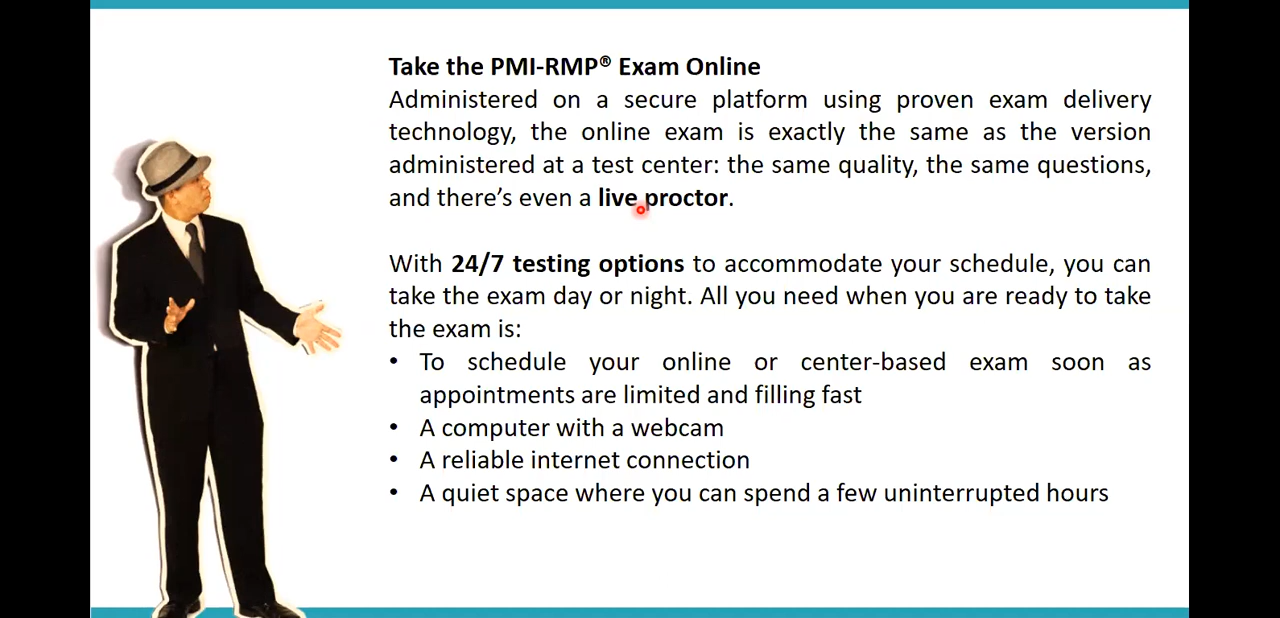 Take the PMI-RMP® Exam Online
Administered on a secure platform using proven exam delivery
technology, the online exam is exactly the same as the version
administered at a test center: the same quality, the same questions,
and there’s even a live proctor.
With 24/7 testing options to accommodate your schedule, you can
take the exam day or night. All you need when you are ready to take
the exam is:
• To schedule your online or center-based exam soon as
appointments are limited and filling fast
• A computer with a webcam
• A reliable internet connection
• A quiet space where you can spend a few uninterrupted hours